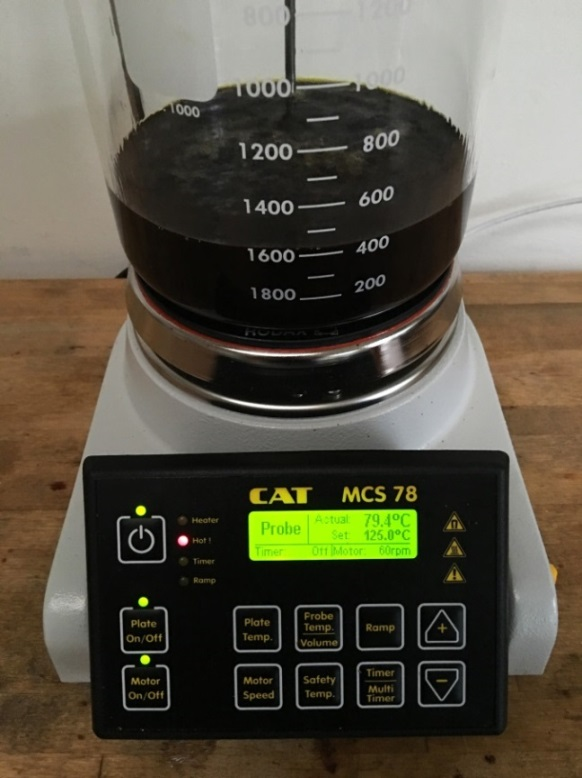 800 1200
1000 1000
1000
1200 800
1400 600
1600 400
1800 200
CAT MCS 78
Probe
Actual: 79.4°C
Set: 125.0°C
Timer: Off Motor: 60rpm
Heater
Hot !
Timer
Ramp
Plate
On/Off
Motor
On/Off
Plate
Temp.
Probe
Temp.
Volume
Ramp
+
Motor
Speed
Safety
Temp.
Timer
Multi
Timer
−